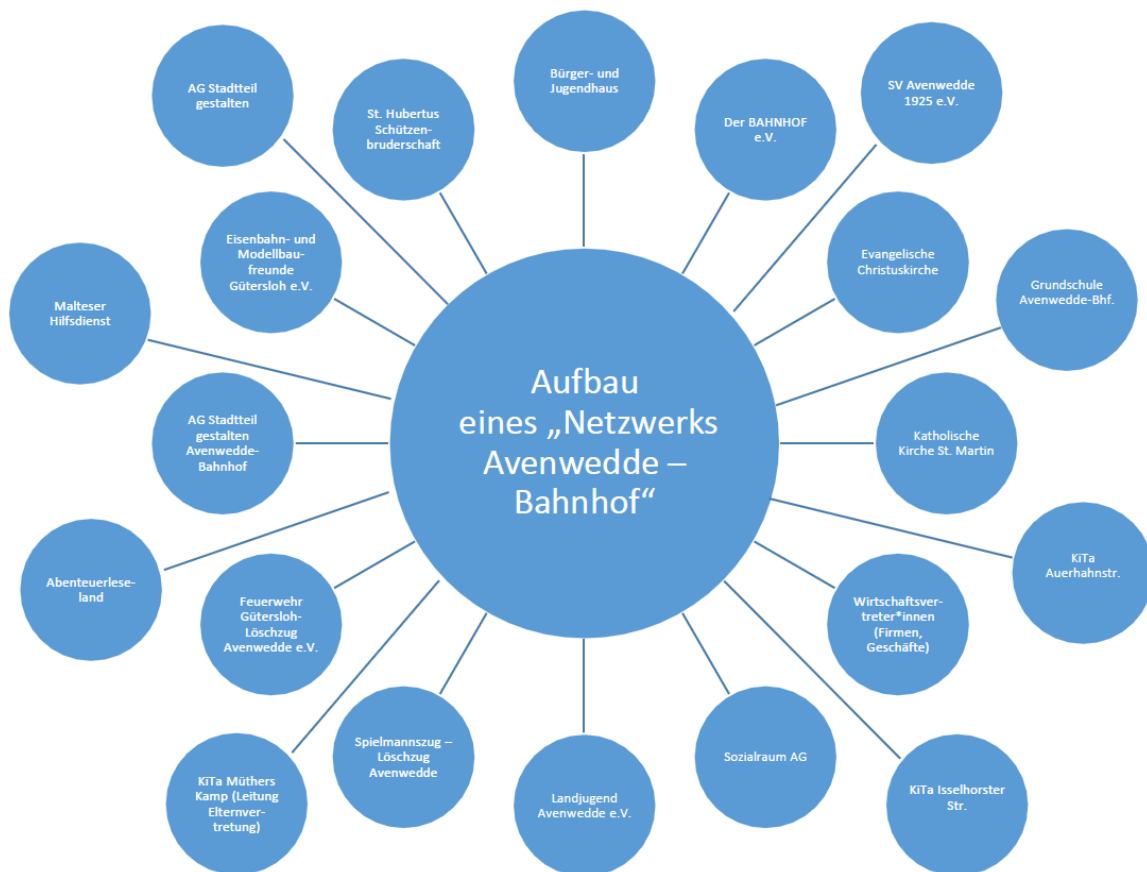 AG Stadtteil
gestalten
St. Hubertus
Schützen-
bruderschaft
Bürger- und
Jugendhaus
Der BAHNHOF
e.V.
SV Avenwedde
1925 e.V.
Eisenbahn- und
Modellbau-
freunde
Gütersloh e.V.
Evangelische
Christuskirche
Grundschule
Avenwedde-Bhf.
Malteser
Hilfsdienst
Aufbau
eines „Netzwerks
Avenwedde –
Bahnhof“
AG Stadtteil
gestalten
Avenwedde-
Bahnhof
Katholische
Kirche St. Martin
Abenteuerlese-
land
KiTa
Auerhahnstr.
Feuerwehr
Gütersloh-
Löschzug
Avenwedde e.V.
Wirtschaftsver-
treter*innen
(Firmen,
Geschäfte)
KiTa Müthers
Kamp (Leitung
Elternver-
tretung)
Spielmannszug –
Löschzug
Avenwedde
Landjugend
Avenwedde e.V.
Sozialraum AG
KiTa Isselhorster
Str.